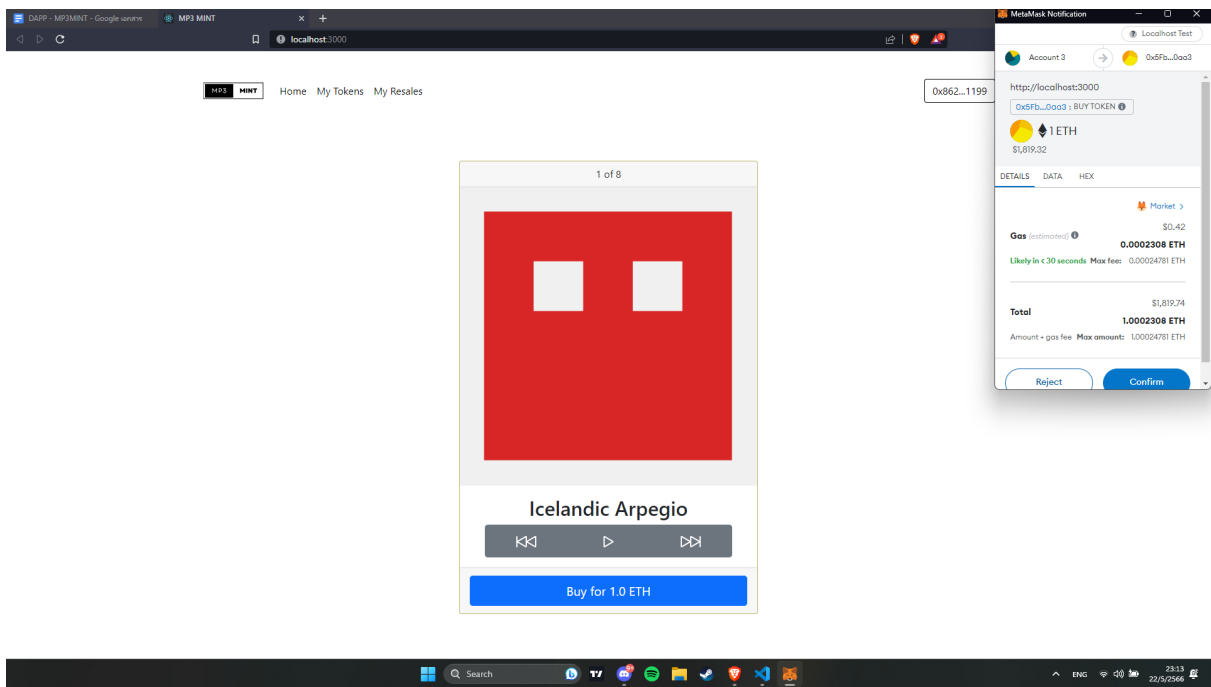 DAPP - MP3MINT - Google เอกสาร
MP3 MINT
localhost:3000
MP3 MINT
Home My Tokens My Resales
0x862...1199
1 of 8
Icelandic Arpegio
Buy for 1.0 ETH
MetaMask Notification
Localhost Test
Account 3
0x5Fb...0aa3
http://localhost:3000
0x5Fb...0aa3 : BUY TOKEN
1 ETH
$1,819.32
DETAILS DATA HEX
Market >
$0.42
Gas (estimated) 0.0002308 ETH
Likely in < 30 seconds Max fee: 0.00024781 ETH
$1,819.74
Total 1.0002308 ETH
Amount + gas fee Max amount: 1.00024781 ETH
Reject Confirm
Search
ENG
23:13
22/5/2566